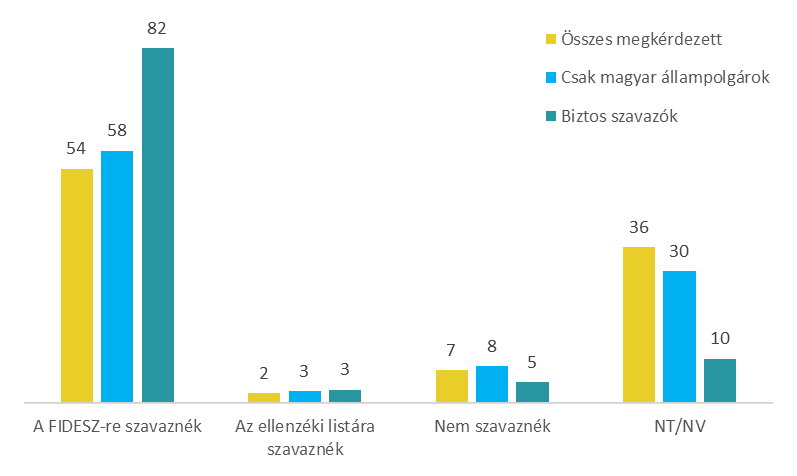 82
Összes megkérdezett
Csak magyar állampolgárok
Biztos szavazók
54
58
36
30
2
3
3
7
8
5
10
A FIDESZ-re szavaznék
Az ellenzéki listára
szavaznék
Nem szavaznék
NT/NV